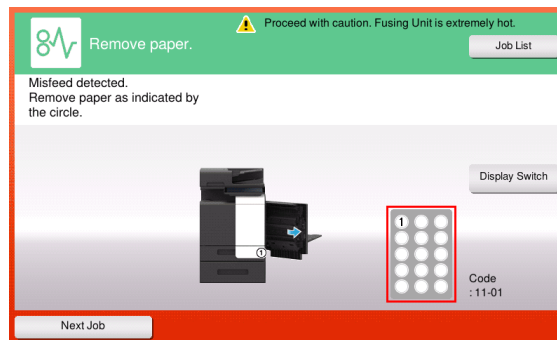 Proceed with caution. Fusing Unit is extremely hot.
Remove paper.
Job List
Misfeed detected.
Remove paper as indicated by
the circle.
Display Switch
1
1
Code
: 11-01
Next Job